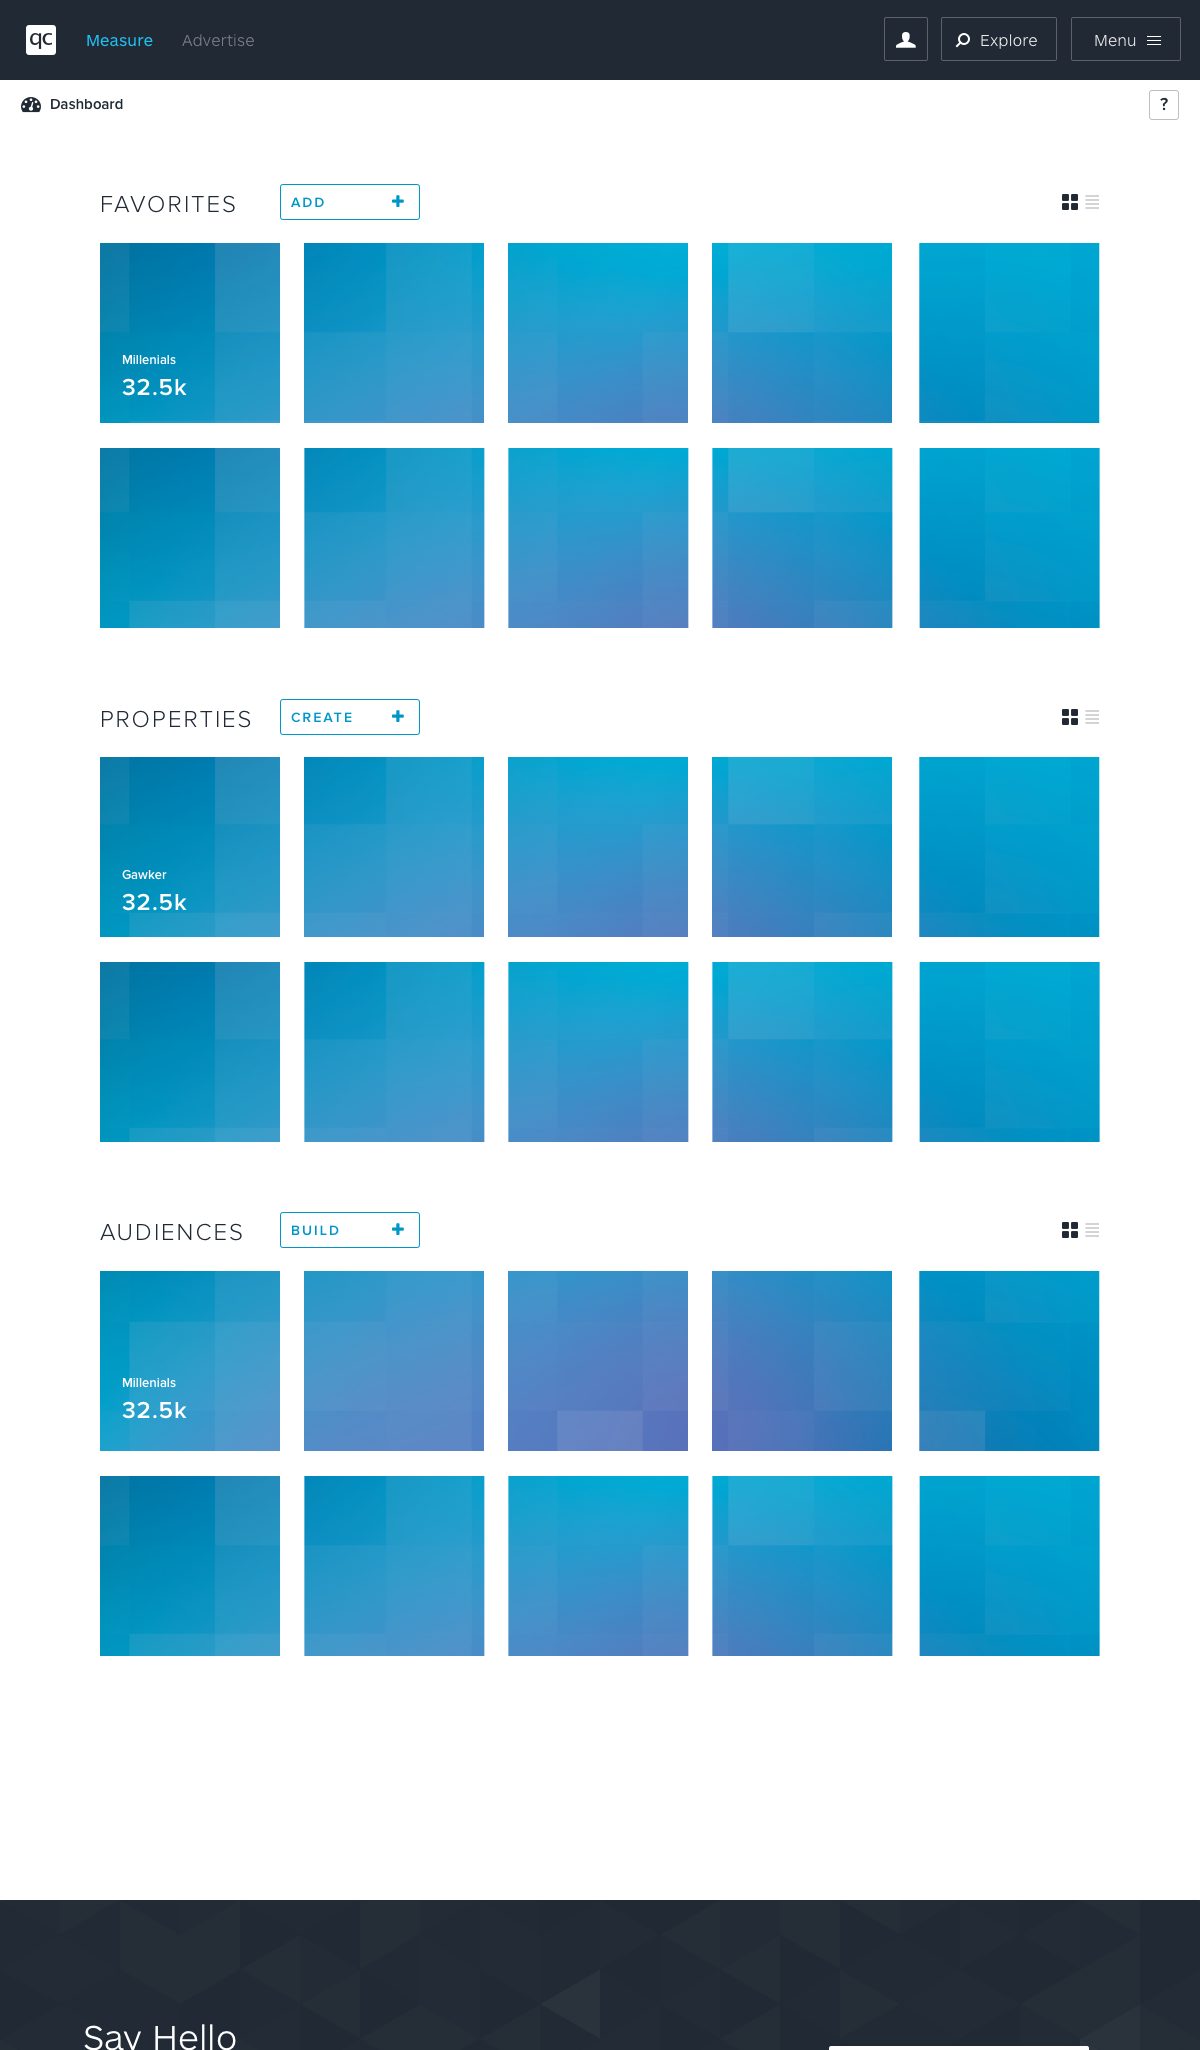 qc Measure Advertise Explore Menu
Dashboard ?
FAVORITES ADD +
Millenials
32.5k
PROPERTIES CREATE +
Gawker
32.5k
AUDIENCES BUILD +
Millenials
32.5k
Say Hello